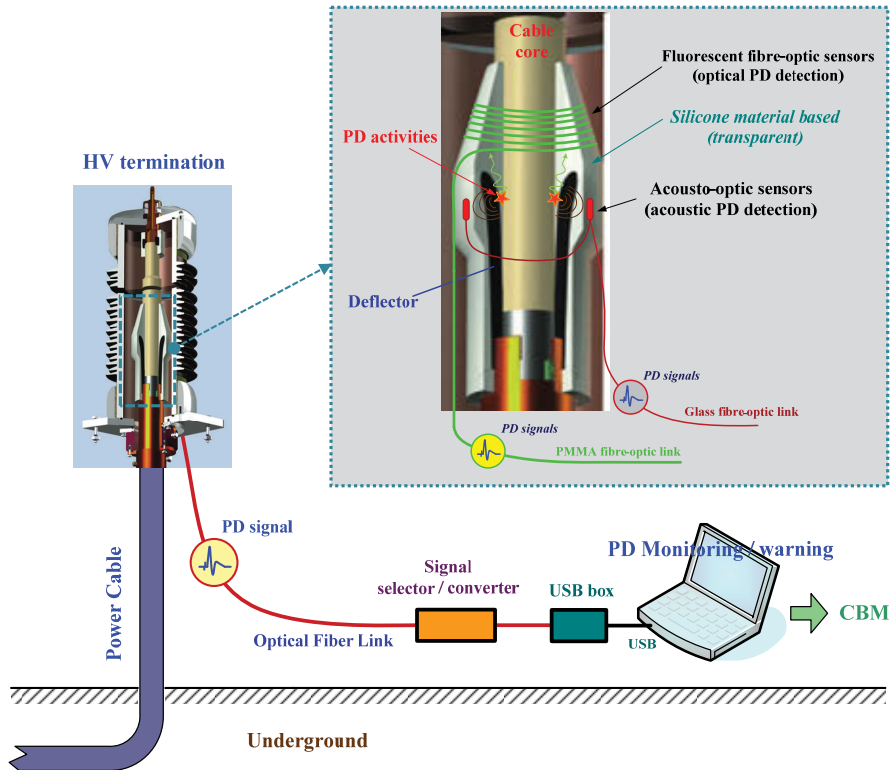 Cable
core
Fluorescent fibre-optic sensors
(optical PD detection)
Silicone material based
(transparent)
PD activities
HV termination
Acousto-optic sensors
(acoustic PD detection)
Deflector
PD signals
Glass fibre-optic link
PD signals
PMMA fibre-optic link
PD signal
PD Monitoring / warning
Signal
selector / converter
USB box
Power Cable
CBM
Optical Fiber Link
USB
Underground